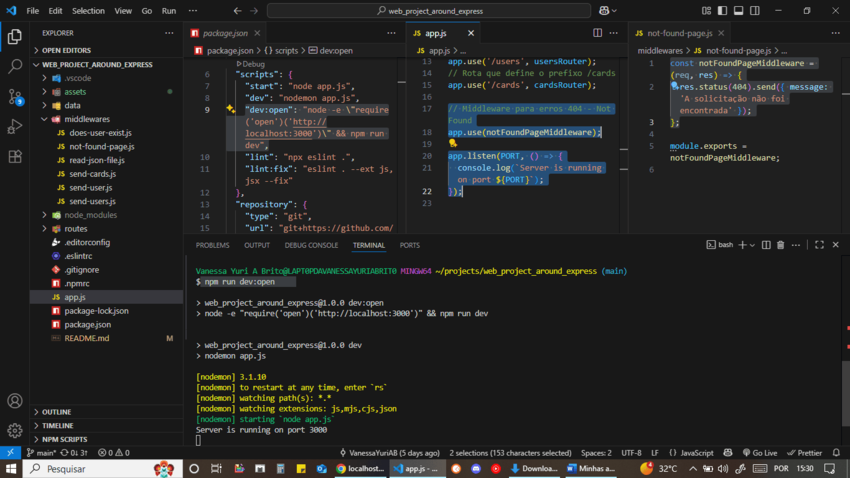 File Edit Selection View Go Run ···
web_project_around_express
EXPLORER
OPEN EDITORS
WEB_PROJECT_AROUND_EXPRESS
.vscode
assets
data
middlewares
JS does-user-exist.js
JS not-found-page.js
JS read-json-file.js
JS send-cards.js
JS send-user.js
JS send-users.js
node_modules
routes
.editorconfig
.eslintrc
.gitignore
.npmrc
JS app.js
package-lock.json
package.json
README.md M
OUTLINE
TIMELINE
NPM SCRIPTS
9
package.json
package.json > {} scripts > dev:open
Debug
6 "scripts": {
7 "start": "node app.js",
8 "dev": "nodemon app.js",
9 "dev:open": "node -e \"require
('open')('http://
localhost:3000')\" && npm run
dev",
10 "lint": "npx eslint .",
11 "lint:fix": "eslint . --ext js,
jsx --fix"
12 },
13 "repository": {
14 "type": "git",
15 "url": "git+https://github.com/
JS app.js
JS app.js > ...
13 app.use('/users', usersRouter);
14 // Rota que define o prefixo /cards
15 app.use('/cards', cardsRouter);
16
17 // Middleware para erros 404 - Not
Found
18 app.use(notFoundPageMiddleware);
19
20 app.listen(PORT, () => {
21 console.log(`Server is running
on port ${PORT}`);
22 });
23
JS not-found-page.js
middlewares > JS not-found-page.js > ...
1 const notFoundPageMiddleware =
(req, res) => {
2 res.status(404).send({ message:
'A solicitação não foi
encontrada' });
3 };
4
5 module.exports =
notFoundPageMiddleware;
6
PROBLEMS OUTPUT DEBUG CONSOLE TERMINAL PORTS
bash
Vanessa Yuri A Brito@LAPT0PDAVANESSAYURIABRIT0 MINGW64 ~/projects/web_project_around_express (main)
$ npm run dev:open
> web_project_around_express@1.0.0 dev:open
> node -e "require('open')('http://localhost:3000')" && npm run dev
> web_project_around_express@1.0.0 dev
> nodemon app.js
[nodemon] 3.1.10
[nodemon] to restart at any time, enter `rs`
[nodemon] watching path(s): *.*
[nodemon] watching extensions: js,mjs,cjs,json
[nodemon] starting `node app.js`
Server is running on port 3000
main* 0↓ 3↑ 0 0 VanessaYuriAB (5 days ago) 2 selections (153 characters selected) Spaces: 2 UTF-8 LF {} JavaScript Go Live Prettier
Pesquisar localhost:... app.js - ... Downloa... Minhas a... 32°C POR 15:30